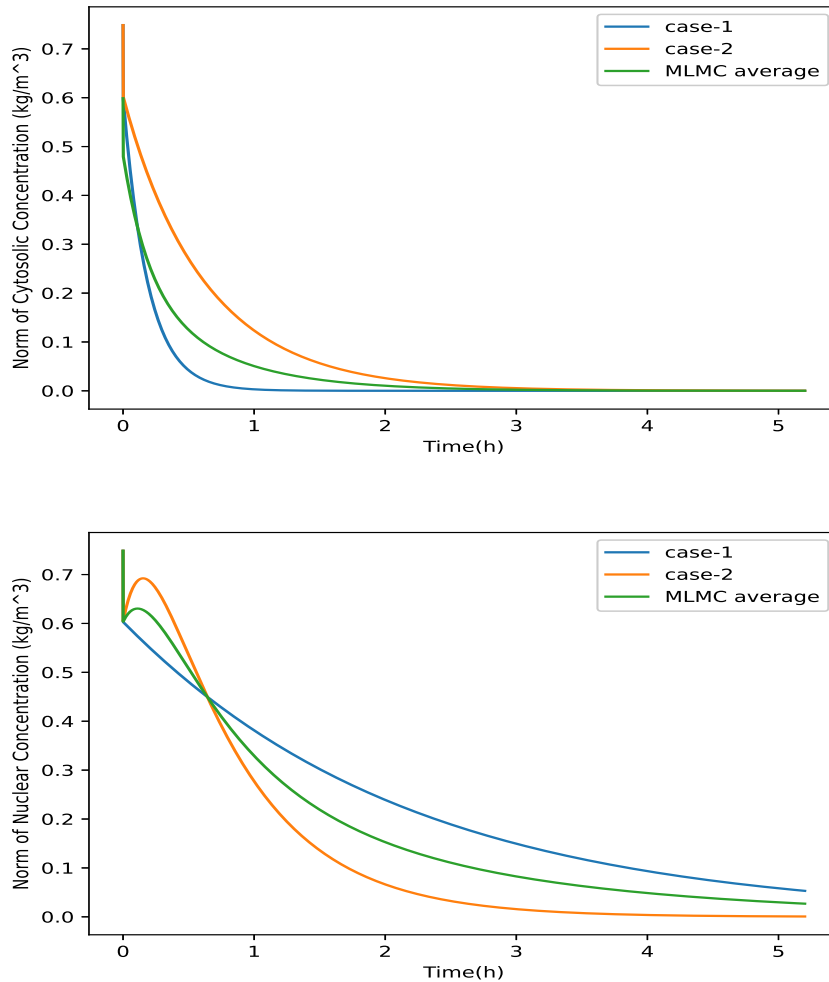 case-1
case-2
MLMC average
Norm of Cytosolic Concentration (kg/m^3)
0.7
0.6
0.5
0.4
0.3
0.2
0.1
0.0
0 1 2 3 4 5
Time(h)
case-1
case-2
MLMC average
Norm of Nuclear Concentration (kg/m^3)
0.7
0.6
0.5
0.4
0.3
0.2
0.1
0.0
0 1 2 3 4 5
Time(h)